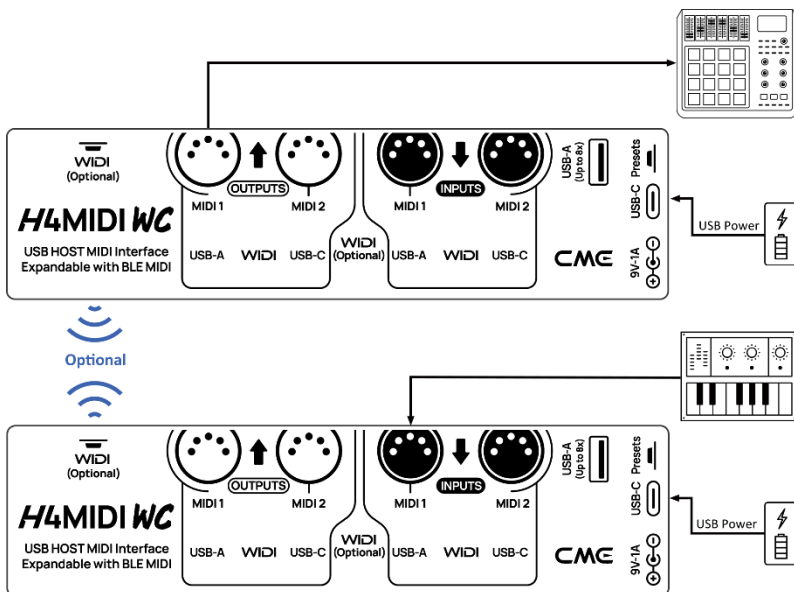 WIDI
(Optional)
H4MIDI WC
USB HOST MIDI Interface
Expandable with BLE MIDI
OUTPUTS
MIDI 1
MIDI 2
USB-A
WIDI
USB-C
WIDI
(Optional)
INPUTS
MIDI 1
MIDI 2
USB-A
WIDI
USB-C
USB-A
(Up to 8x)
Presets
USB-C
CME
9V-1A
USB Power
Optional
WIDI
(Optional)
H4MIDI WC
USB HOST MIDI Interface
Expandable with BLE MIDI
OUTPUTS
MIDI 1
MIDI 2
USB-A
WIDI
USB-C
WIDI
(Optional)
INPUTS
MIDI 1
MIDI 2
USB-A
WIDI
USB-C
USB-A
(Up to 8x)
Presets
USB-C
CME
9V-1A
USB Power